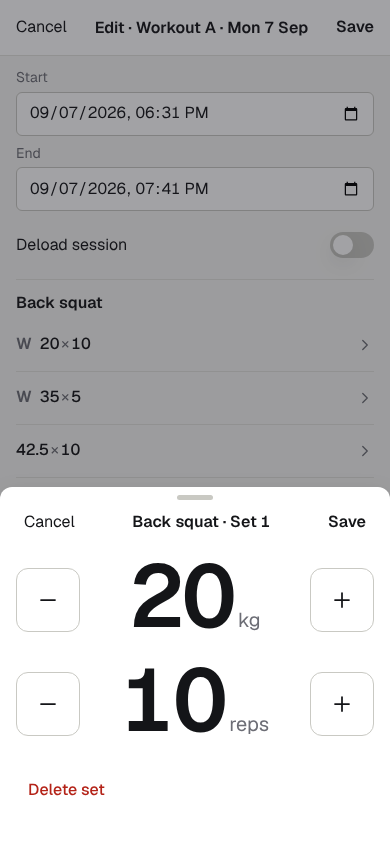 Cancel Edit · Workout A · Mon 7 Sep Save
Start
09/07/2026, 06:31 PM
End
09/07/2026, 07:41 PM
Deload session
Back squat
W 20×10
W 35×5
42.5×10
Cancel Back squat · Set 1 Save
− 20 kg +
− 10 reps +
Delete set